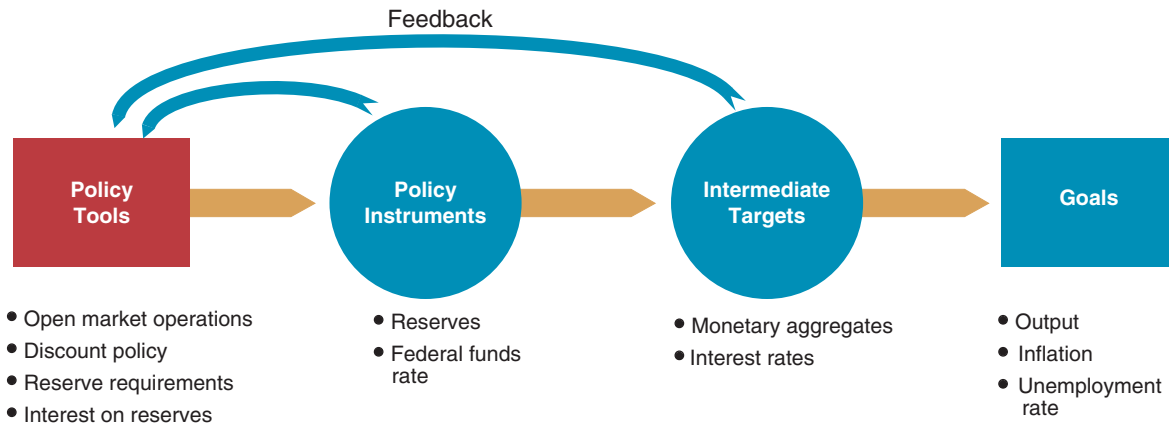 Feedback
Policy
Tools
Policy
Instruments
Intermediate
Targets
Goals
• Open market operations
• Discount policy
• Reserve requirements
• Interest on reserves
• Reserves
• Federal funds
rate
• Monetary aggregates
• Interest rates
• Output
• Inflation
• Unemployment
rate